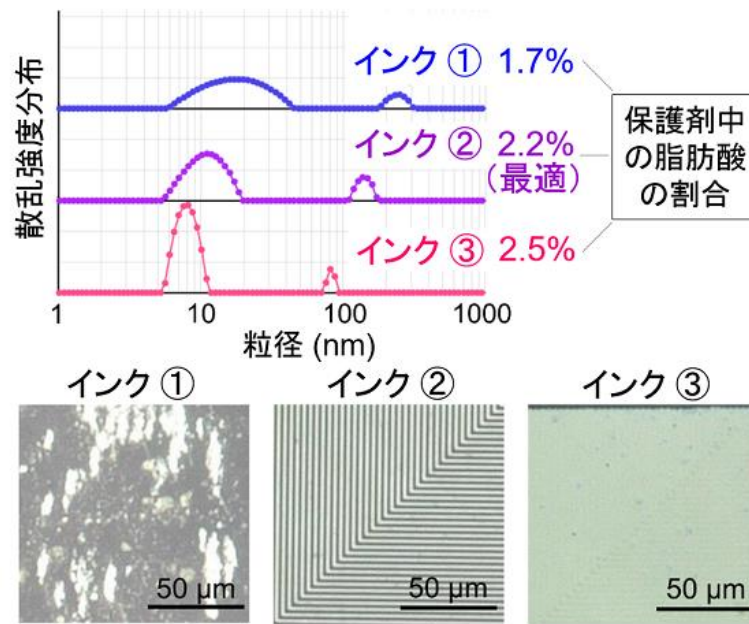 散乱強度分布
インク ① 1.7%
インク ② 2.2%
(最適)
インク ③ 2.5%
保護剤中
の脂肪酸
の割合
1 10 100 1000
粒径 (nm)
インク ① インク ② インク ③
50 μm 50 μm 50 μm